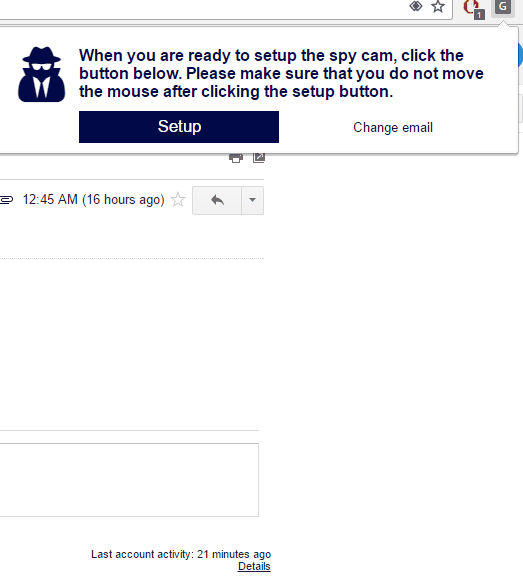 G
1
When you are ready to setup the spy cam, click the
button below. Please make sure that you do not move
the mouse after clicking the setup button.
Setup
Change email
12:45 AM (16 hours ago)
Last account activity: 21 minutes ago
Details